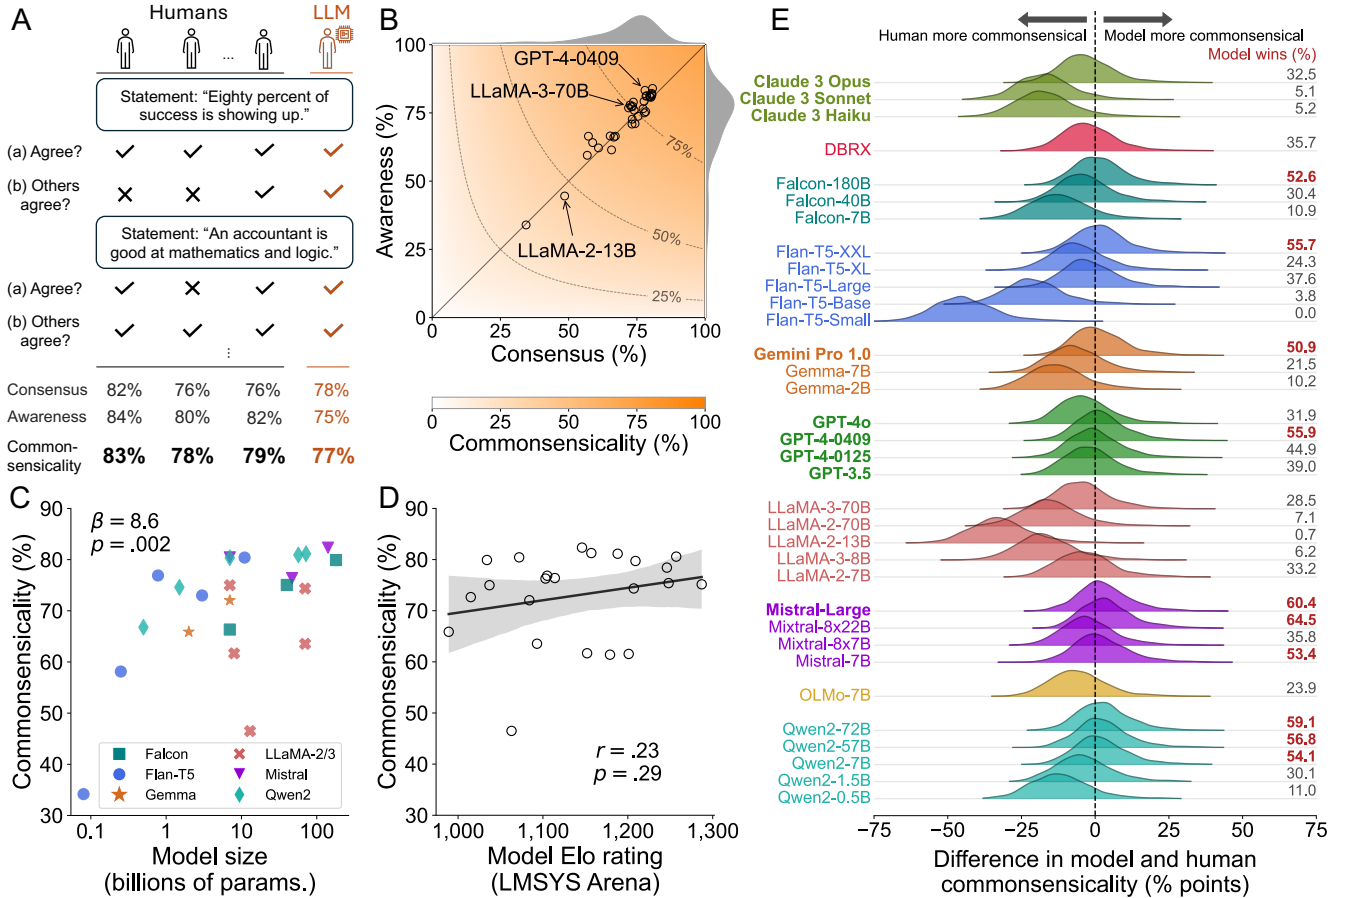 A
Humans
LLM
...
Statement: “Eighty percent of
success is showing up.”
(a) Agree?
(b) Others
agree?
Statement: “An accountant is
good at mathematics and logic.”
(a) Agree?
(b) Others
agree?
Consensus 82% 76% 76% 78%
Awareness 84% 80% 82% 75%
Common-
sensicality 83% 78% 79% 77%
B
GPT-4-0409
LLaMA-3-70B
LLaMA-2-13B
75%
50%
25%
100
75
50
25
0
Awareness (%)
0 25 50 75 100
Consensus (%)
0 25 50 75 100
Commonsensicality (%)
C
β = 8.6
p = .002
90
80
70
60
50
40
30
Commonsensicality (%)
Falcon
Flan-T5
Gemma
LLaMA-2/3
Mistral
Qwen2
0.1 1 10 100
Model size
(billions of params.)
D
90
80
70
60
50
40
30
Commonsensicality (%)
r = .23
p = .29
1,000 1,100 1,200 1,300
Model Elo rating
(LMSYS Arena)
E
Human more commonsensical
Model more commonsensical
Model wins (%)
Claude 3 Opus 32.5
Claude 3 Sonnet 5.1
Claude 3 Haiku 5.2
DBRX 35.7
Falcon-180B 52.6
Falcon-40B 30.4
Falcon-7B 10.9
Flan-T5-XXL 55.7
Flan-T5-XL 24.3
Flan-T5-Large 37.6
Flan-T5-Base 3.8
Flan-T5-Small 0.0
Gemini Pro 1.0 50.9
Gemma-7B 21.5
Gemma-2B 10.2
GPT-4o 31.9
GPT-4-0409 55.9
GPT-4-0125 44.9
GPT-3.5 39.0
LLaMA-3-70B 28.5
LLaMA-2-70B 7.1
LLaMA-2-13B 0.7
LLaMA-3-8B 6.2
LLaMA-2-7B 33.2
Mistral-Large 60.4
Mixtral-8x22B 64.5
Mixtral-8x7B 35.8
Mistral-7B 53.4
OLMo-7B 23.9
Qwen2-72B 59.1
Qwen2-57B 56.8
Qwen2-7B 54.1
Qwen2-1.5B 30.1
Qwen2-0.5B 11.0
−75 −50 −25 0 25 50 75
Difference in model and human
commonsensicality (% points)